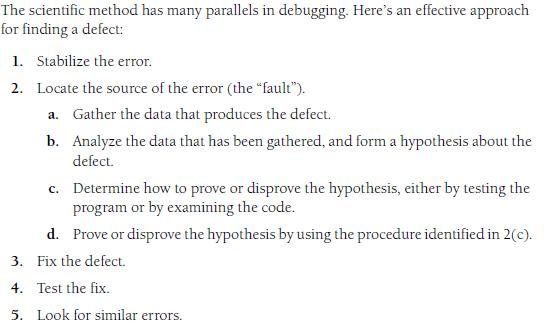 The scientific method has many parallels in debugging. Here’s an effective approach
for finding a defect:
1. Stabilize the error.
2. Locate the source of the error (the “fault”).
a. Gather the data that produces the defect.
b. Analyze the data that has been gathered, and form a hypothesis about the
defect.
c. Determine how to prove or disprove the hypothesis, either by testing the
program or by examining the code.
d. Prove or disprove the hypothesis by using the procedure identified in 2(c).
3. Fix the defect.
4. Test the fix.
5. Look for similar errors.